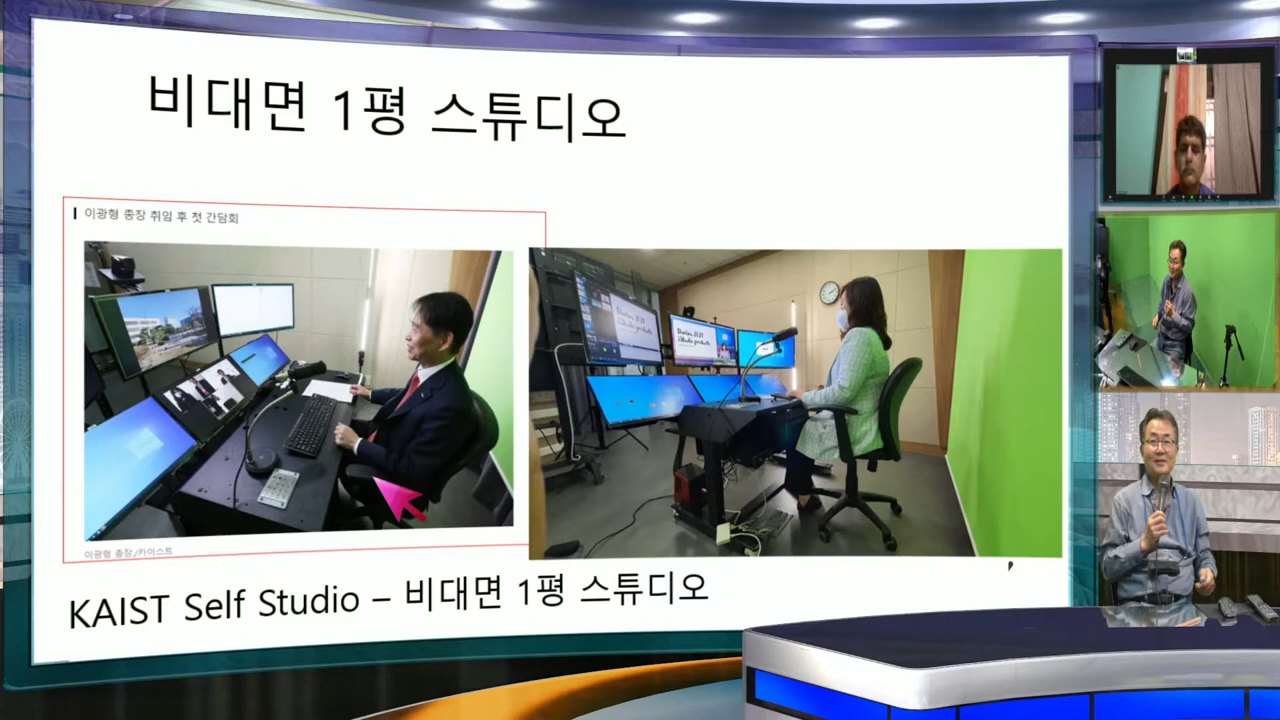 비대면 1평 스튜디오
이광형 총장 취임 후 첫 간담회
이광형 총장./카이스트
KAIST Self Studio – 비대면 1평 스튜디오